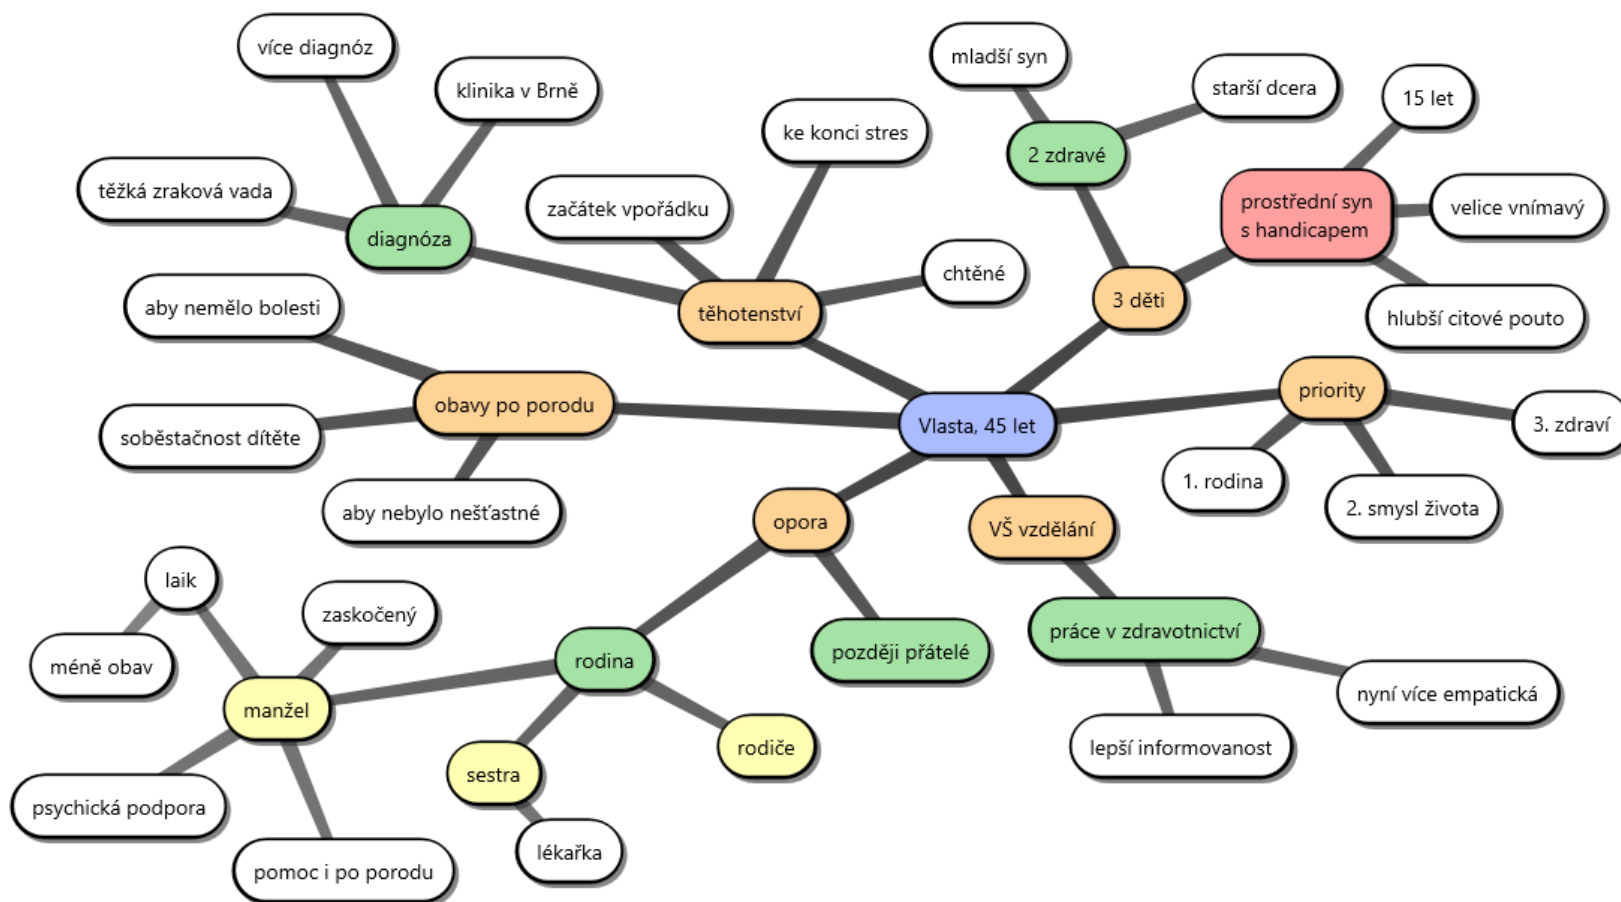 více diagnóz
klinika v Brně
těžká zraková vada
diagnóza
začátek vpořádku
ke konci stres
chtěné
těhotenství
mladší syn
starší dcera
2 zdravé
15 let
prostřední syn
s handicapem
velice vnímavý
hlubší citové pouto
3 děti
aby nemělo bolesti
obavy po porodu
soběstačnost dítěte
aby nebylo nešťastné
Vlasta, 45 let
priority
1. rodina
2. smysl života
3. zdraví
opora
VŠ vzdělání
laik
méně obav
zaskočený
manžel
rodina
později přátelé
práce v zdravotnictví
nyní více empatická
lepší informovanost
psychická podpora
pomoc i po porodu
sestra
rodiče
lékařka